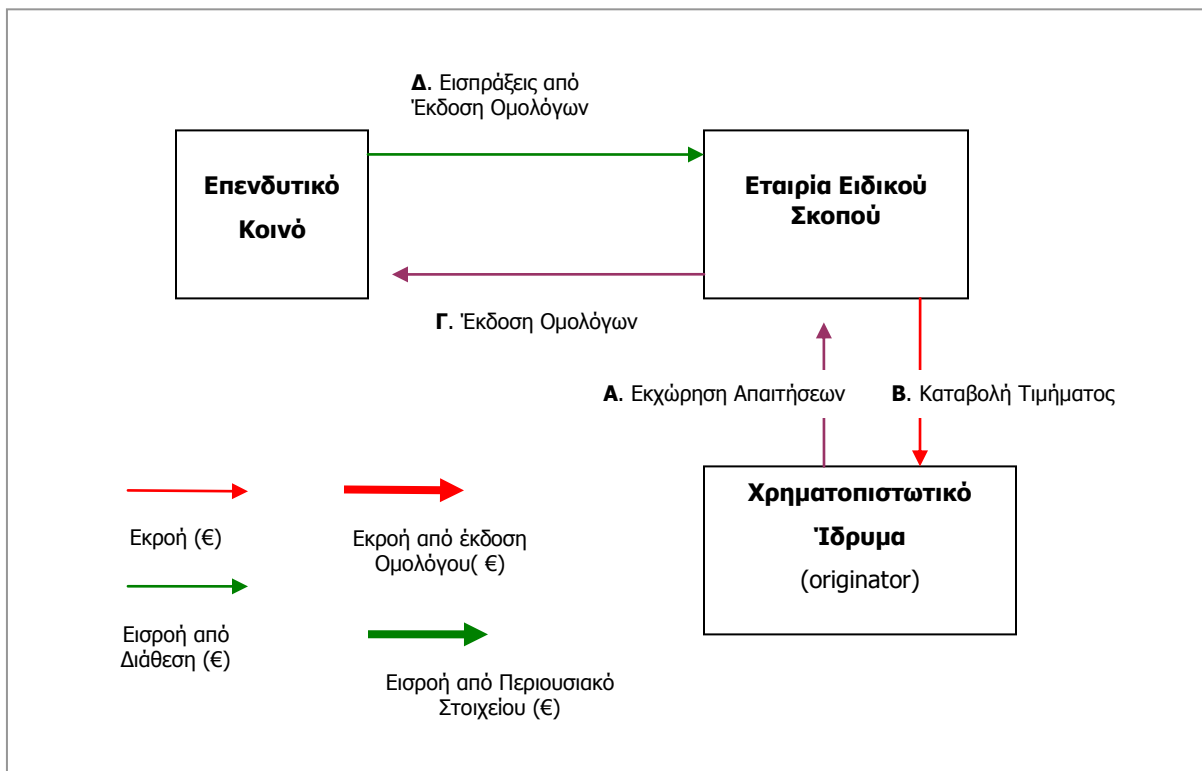 Δ. Εισπράξεις από
Έκδοση Ομολόγων
Επενδυτικό
Κοινό
Εταιρία Ειδικού
Σκοπού
Γ. Έκδοση Ομολόγων
Α. Εκχώρηση Απαιτήσεων
Β. Καταβολή Τιμήματος
Χρηματοπιστωτικό
Ίδρυμα
(originator)
Εκροή (€)
Εκροή από έκδοση
Ομολόγου( €)
Εισροή από
Διάθεση (€)
Εισροή από Περιουσιακό
Στοιχείου (€)